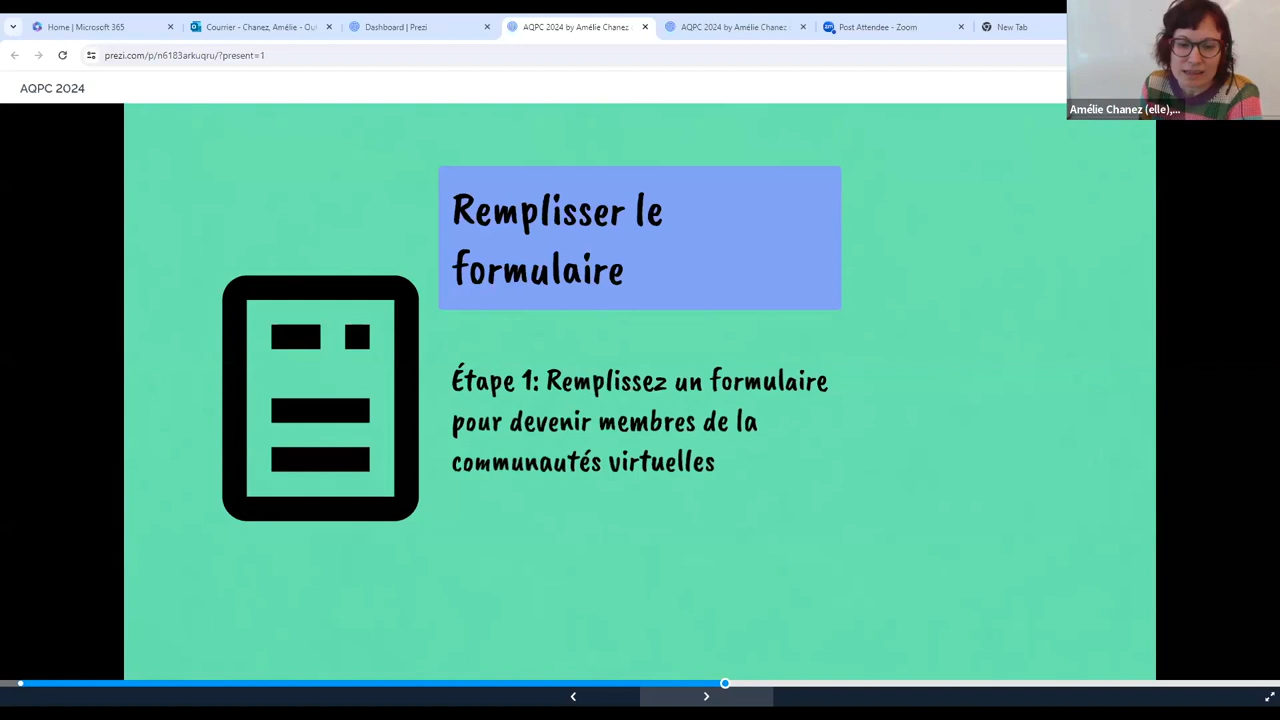 Home | Microsoft 365
Courrier - Chanez, Amélie - Out
Dashboard | Prezi
AQPC 2024 by Amélie Chanez
AQPC 2024 by Amélie Chanez
Post Attendee - Zoom
New Tab
prezi.com/p/n6183arkuqru/?present=1
AQPC 2024
Amélie Chanez (elle),...
Remplisser le
formulaire
Étape 1: Remplissez un formulaire
pour devenir membres de la
communautés virtuelles